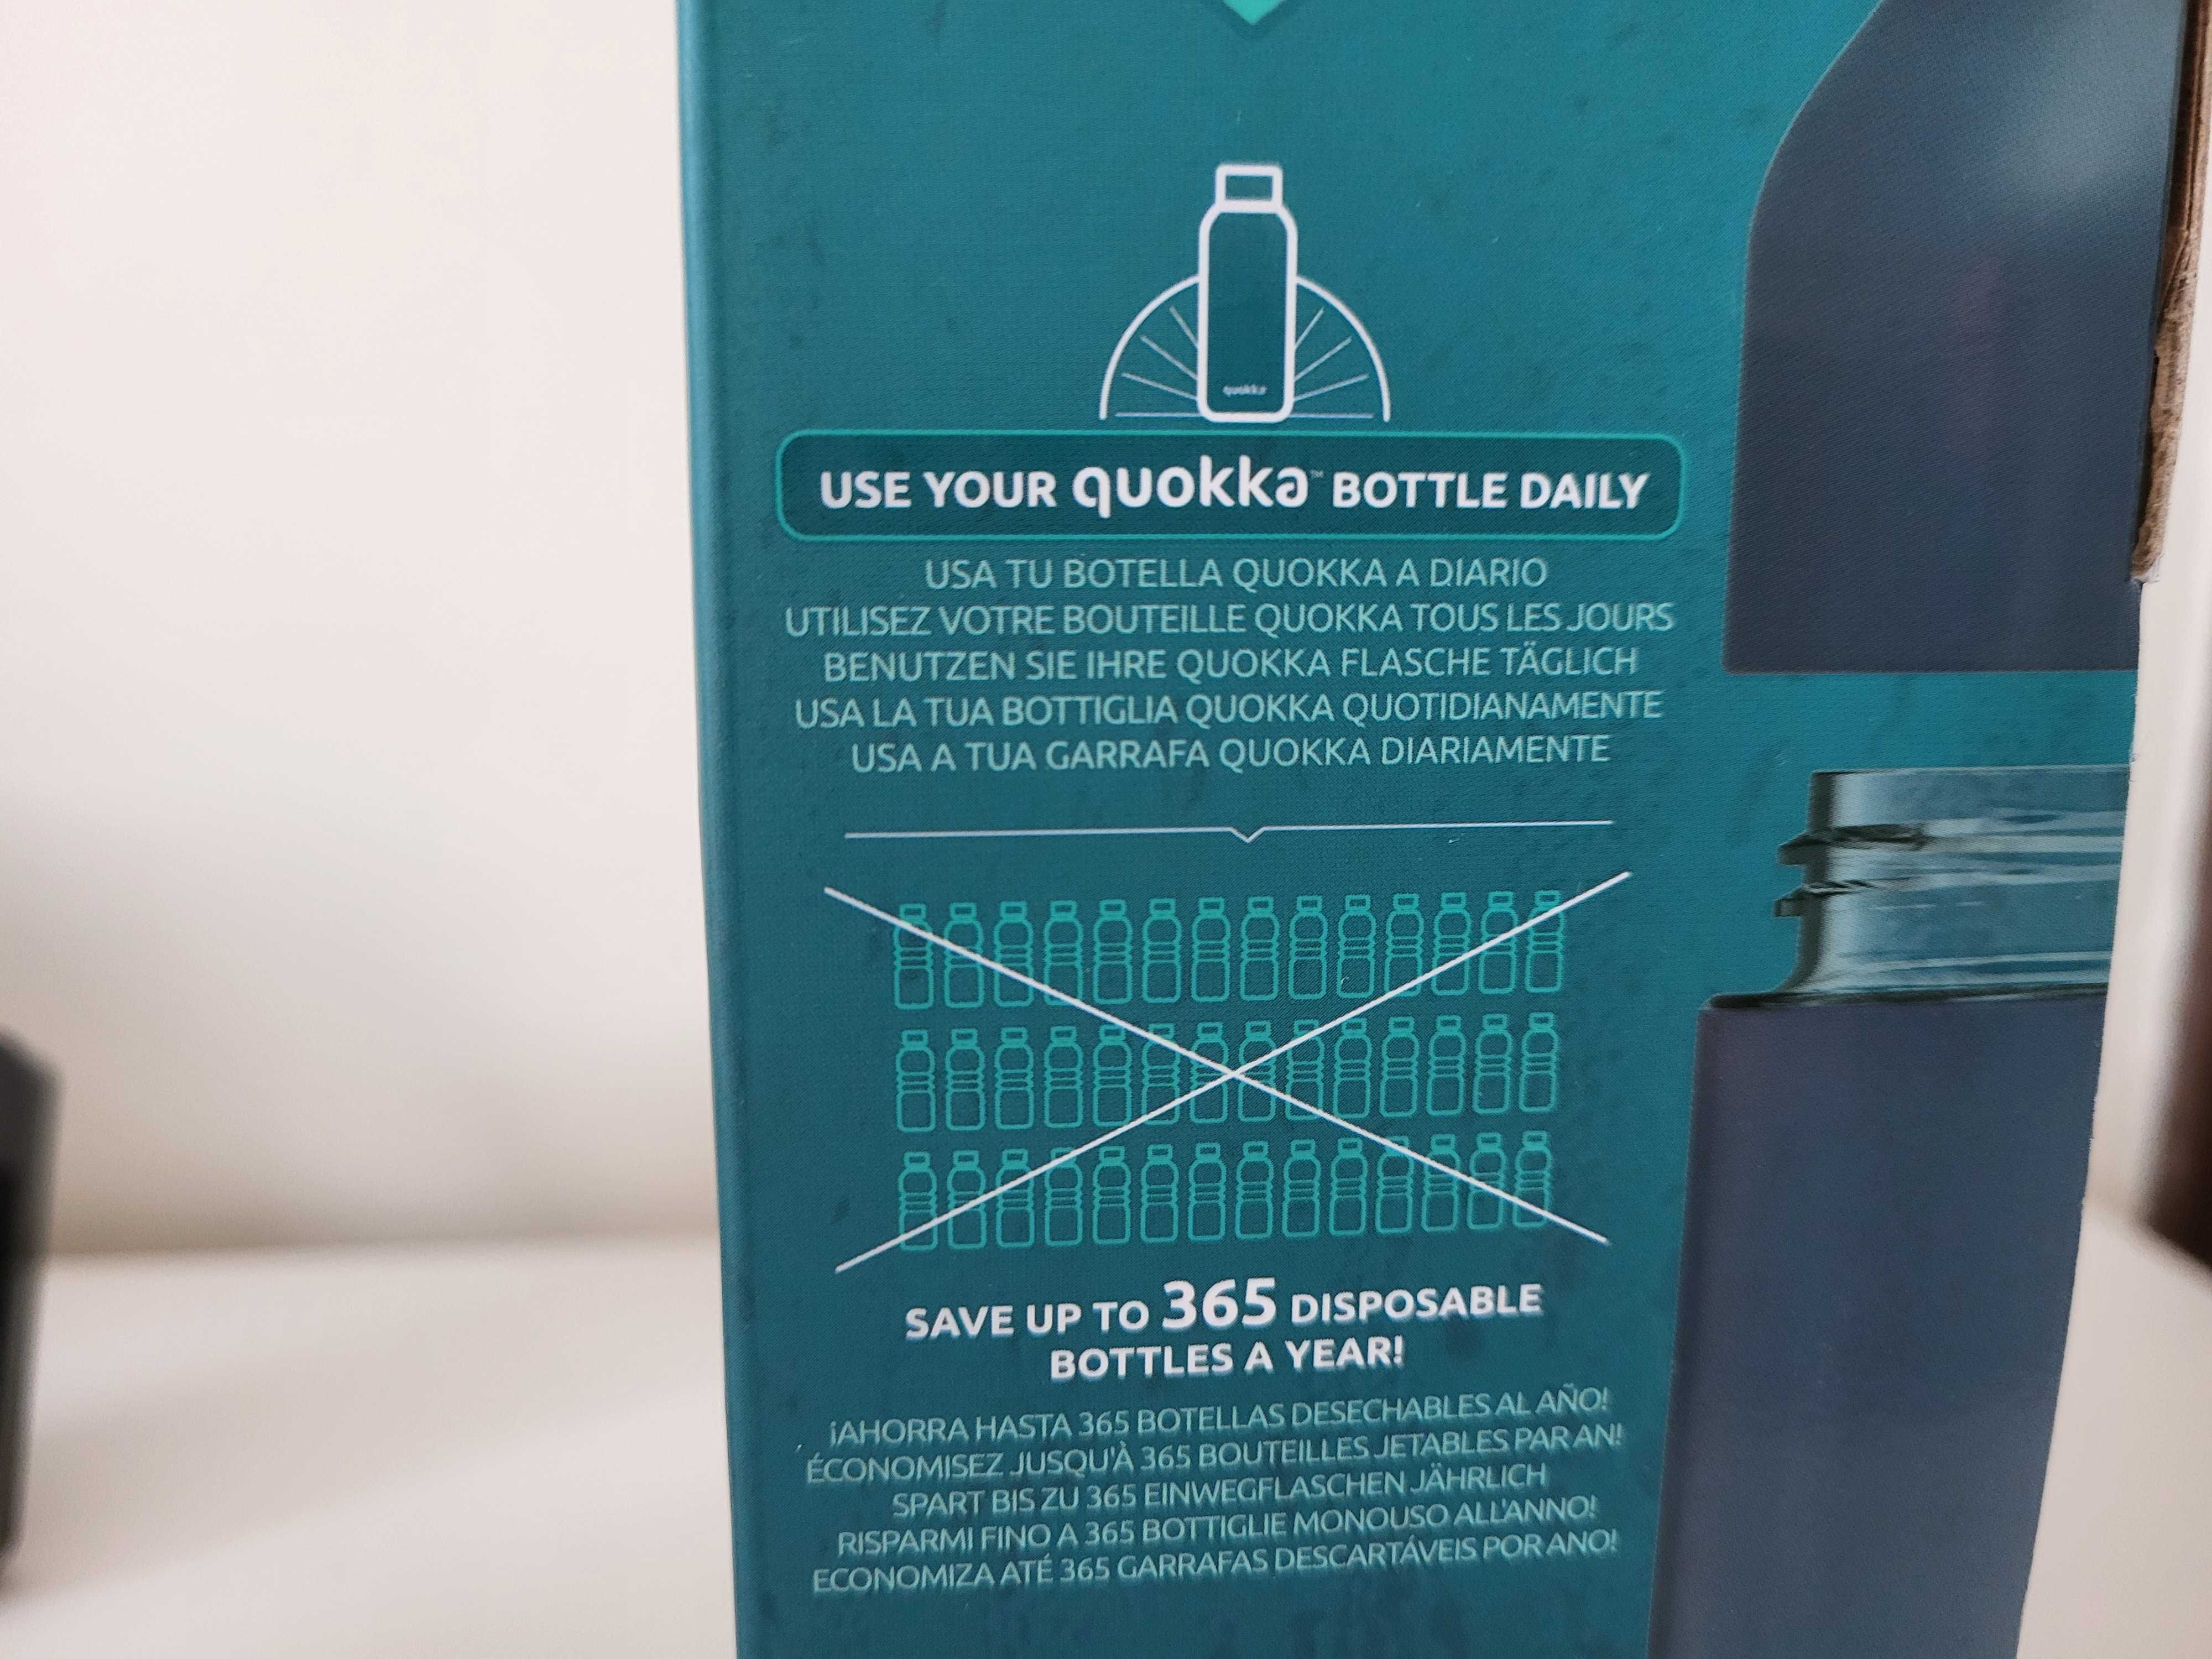 quokka
USE YOUR quokka™ BOTTLE DAILY
USA TU BOTELLA QUOKKA A DIARIO
UTILISEZ VOTRE BOUTEILLE QUOKKA TOUS LES JOURS
BENUTZEN SIE IHRE QUOKKA FLASCHE TÄGLICH
USA LA TUA BOTTIGLIA QUOKKA QUOTIDIANAMENTE
USA A TUA GARRAFA QUOKKA DIARIAMENTE
SAVE UP TO 365 DISPOSABLE
BOTTLES A YEAR!
¡AHORRA HASTA 365 BOTELLAS DESECHABLES AL AÑO!
ÉCONOMISEZ JUSQU'À 365 BOUTEILLES JETABLES PAR AN!
SPART BIS ZU 365 EINWEGFLASCHEN JÄHRLICH
RISPARMI FINO A 365 BOTTIGLIE MONOUSO ALL'ANNO!
ECONOMIZA ATÉ 365 GARRAFAS DESCARTÁVEIS POR ANO!